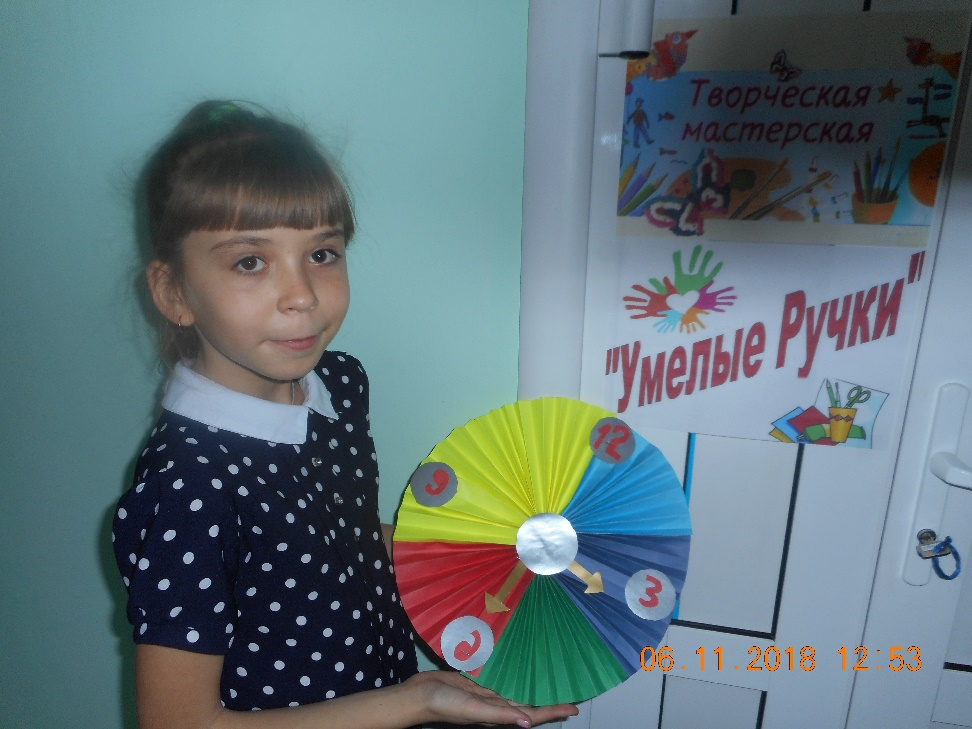 Творческая
мастерская
"Умелые Ручки"
12
9
3
6
06.11.2018 12:53